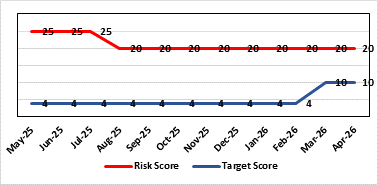 25 25 25
20 20 20 20 20 20 20 20 20
10 10
4 4 4 4 4 4 4 4 4 4
May-25 Jun-25 Jul-25 Aug-25 Sep-25 Oct-25 Nov-25 Dec-25 Jan-26 Feb-26 Mar-26 Apr-26
Risk Score Target Score